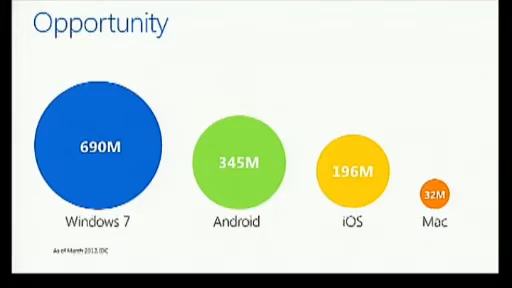 Opportunity
690M
345M
196M
32M
Windows 7
Android
iOS
Mac
As of March 2012, IDC